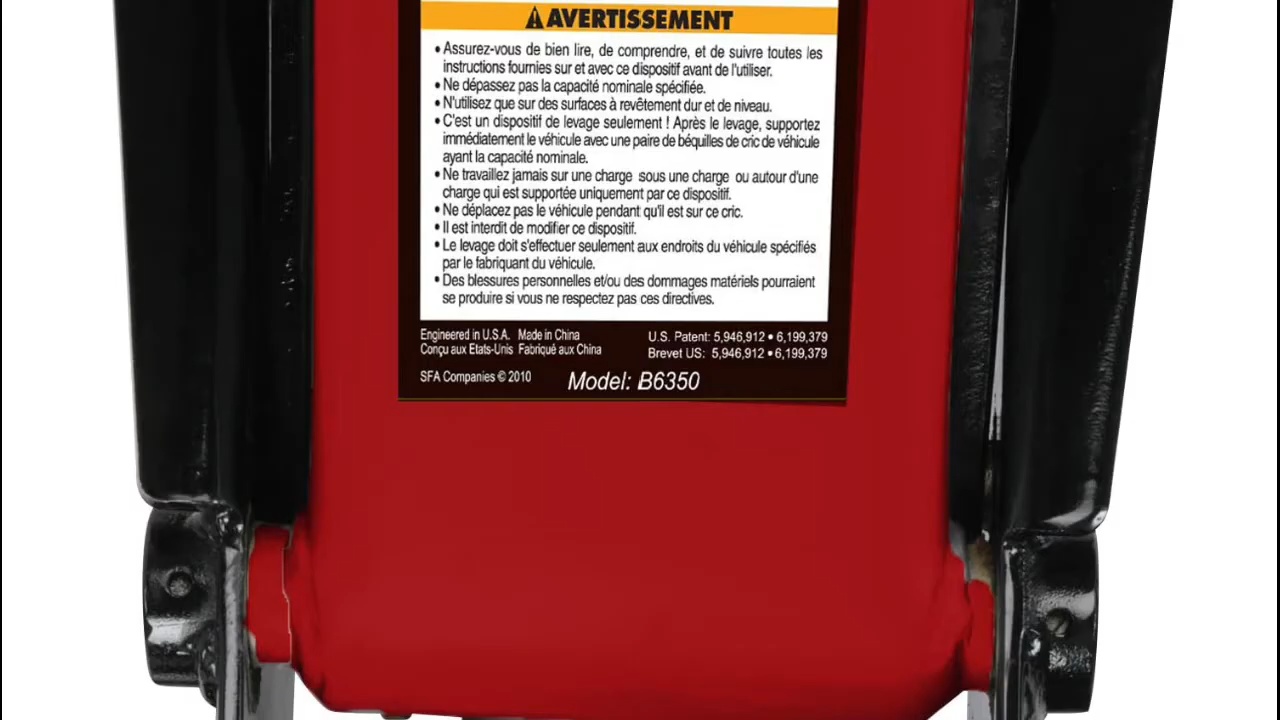 AVERTISSEMENT
• Assurez-vous de bien lire, de comprendre, et de suivre toutes les
instructions fournies sur et avec ce dispositif avant de l'utiliser.
• Ne dépassez pas la capacité nominale spécifiée.
• N'utilisez que sur des surfaces à revêtement dur et de niveau.
• C'est un dispositif de levage seulement ! Après le levage, supportez
immédiatement le véhicule avec une paire de béquilles de cric de véhicule
ayant la capacité nominale.
• Ne travaillez jamais sur une charge sous une charge ou autour d'une
charge qui est supportée uniquement par ce dispositif.
• Ne déplacez pas le véhicule pendant qu'il est sur ce cric.
• Il est interdit de modifier ce dispositif.
• Le levage doit s'effectuer seulement aux endroits du véhicule spécifiés
par le fabriquant du véhicule.
• Des blessures personnelles et/ou des dommages matériels pourraient
se produire si vous ne respectez pas ces directives.
Engineered in U.S.A. Made in China
Conçu aux Etats-Unis Fabriqué aux China
U.S. Patent: 5,946,912 • 6,199,379
Brevet US: 5,946,912 • 6,199,379
SFA Companies © 2010
Model: B6350